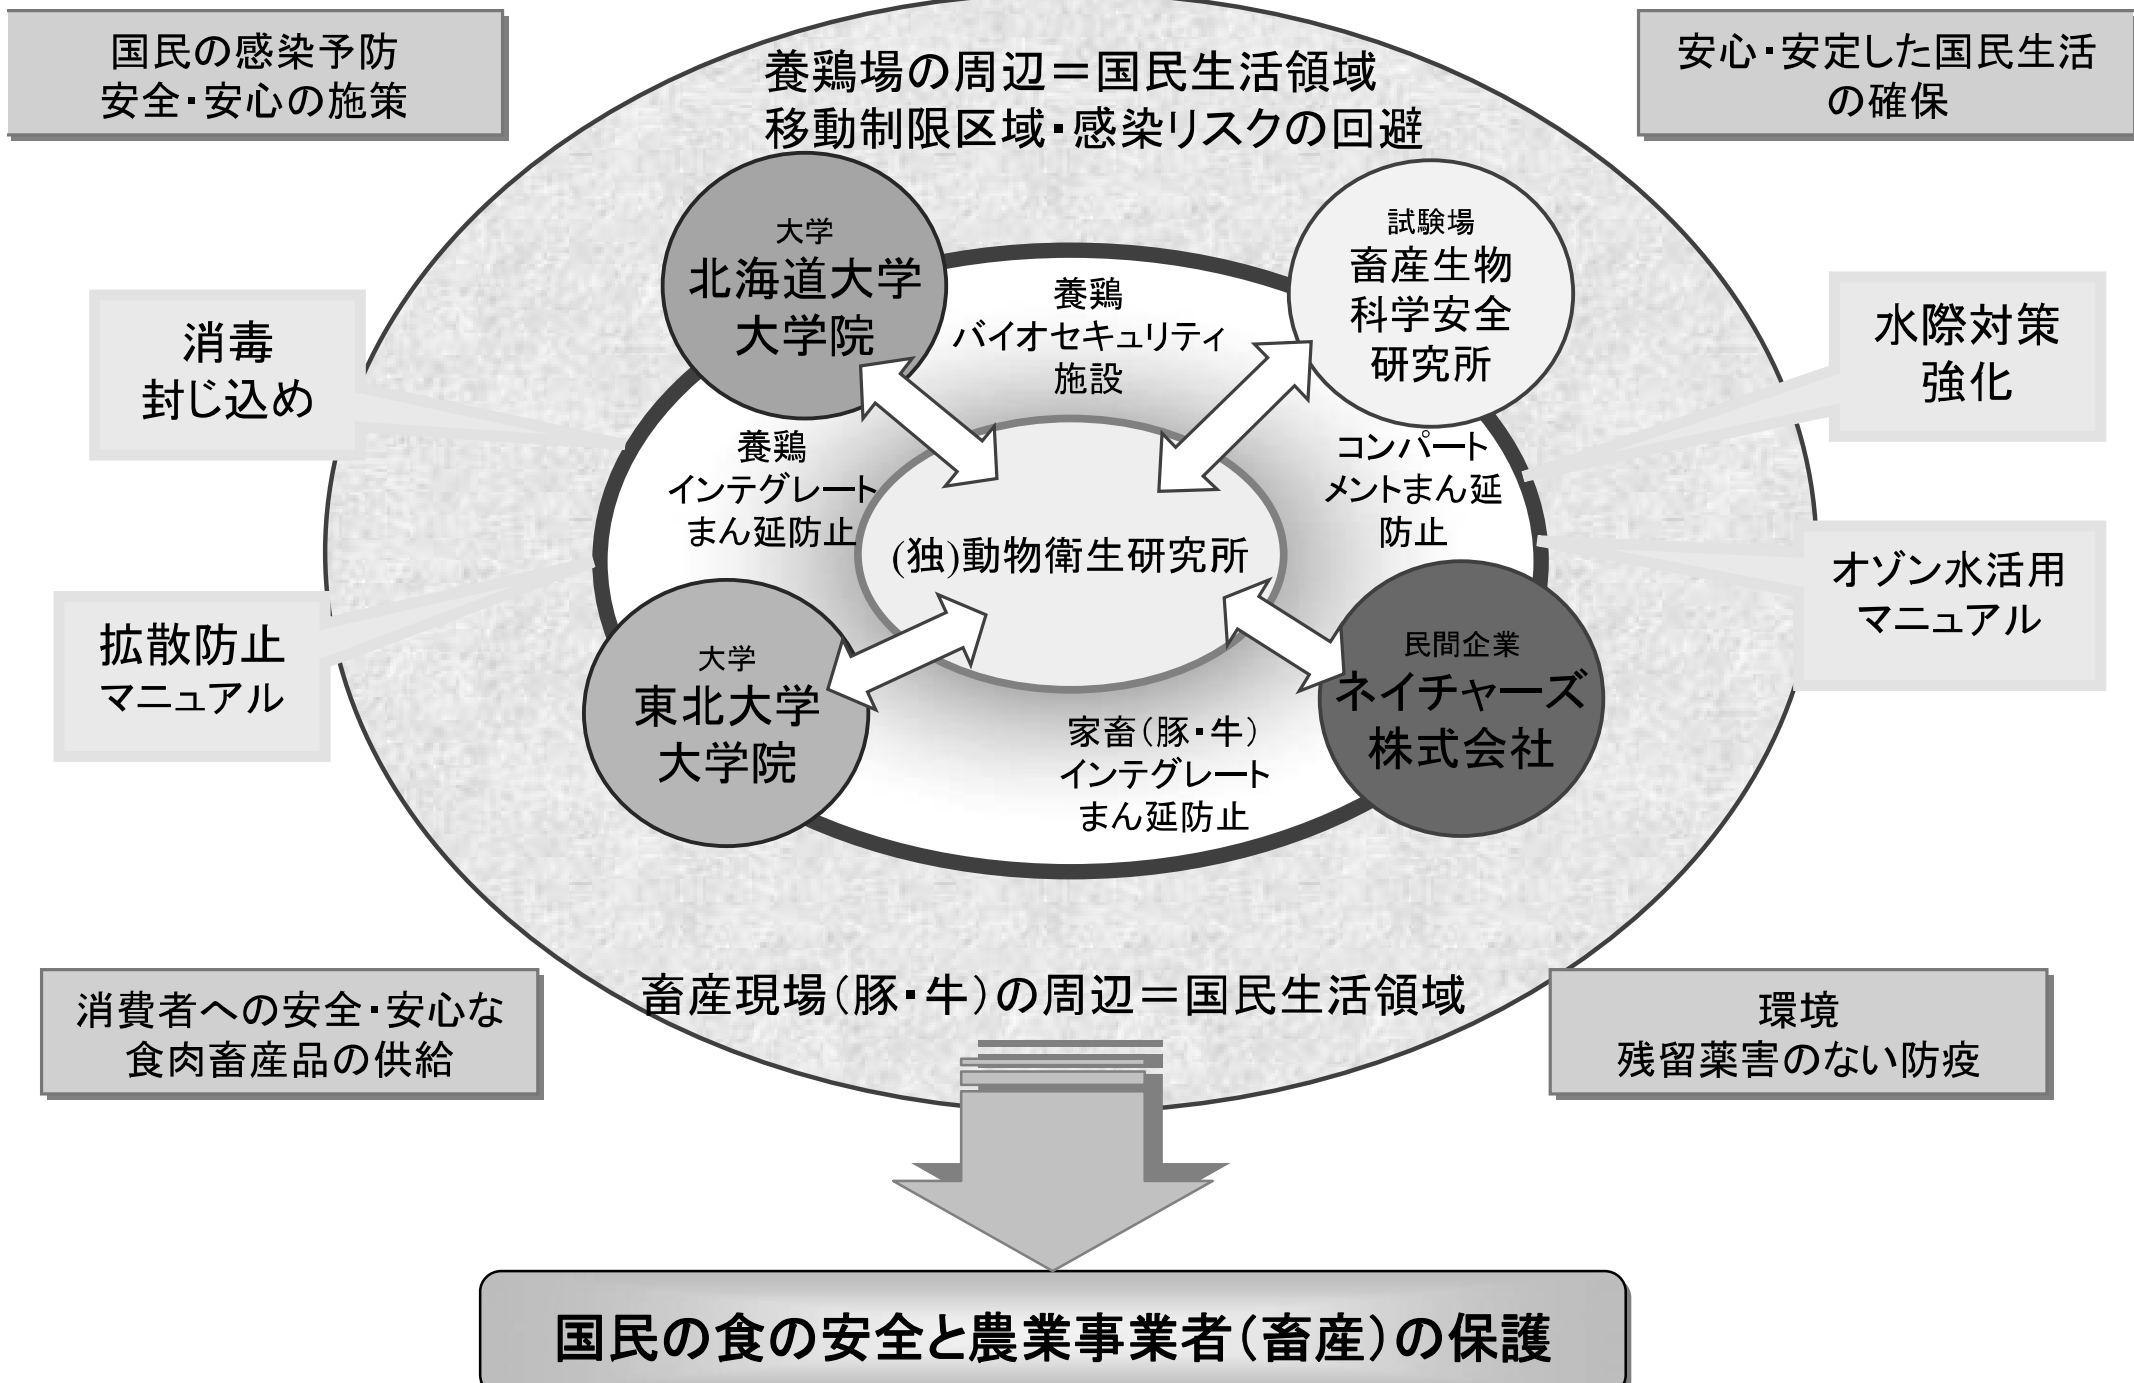 国民の感染予防
安全・安心の施策
養鶏場の周辺＝国民生活領域
移動制限区域・感染リスクの回避
安心・安定した国民生活
の確保
大学
北海道大学
大学院
試験場
畜産生物
科学安全
研究所
養鶏
バイオセキュリティ
施設
消毒
封じ込め
水際対策
強化
養鶏
インテグレート
まん延防止
コンパート
メントまん延
防止
(独)動物衛生研究所
拡散防止
マニュアル
オゾン水活用
マニュアル
大学
東北大学
大学院
民間企業
ネイチャーズ
株式会社
家畜（豚・牛）
インテグレート
まん延防止
畜産現場（豚・牛）の周辺＝国民生活領域
消費者への安全・安心な
食肉畜産品の供給
環境
残留薬害のない防疫
国民の食の安全と農業事業者（畜産）の保護